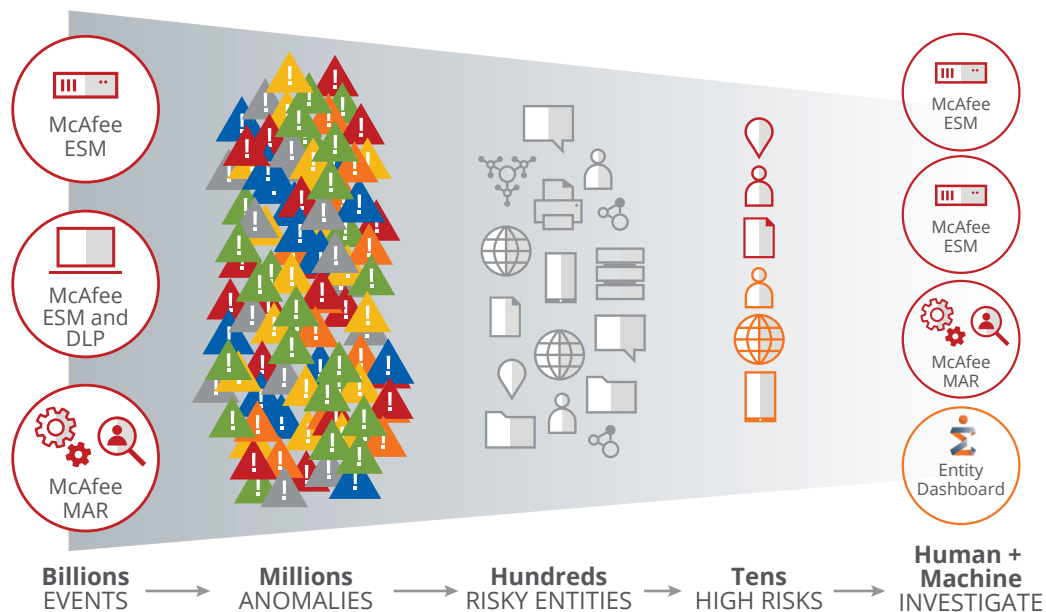 McAfee
ESM
McAfee
ESM and
DLP
McAfee
MAR
McAfee
ESM
McAfee
ESM
McAfee
MAR
Entity
Dashboard
Billions
EVENTS
Millions
ANOMALIES
Hundreds
RISKY ENTITIES
Tens
HIGH RISKS
Human +
Machine
INVESTIGATE